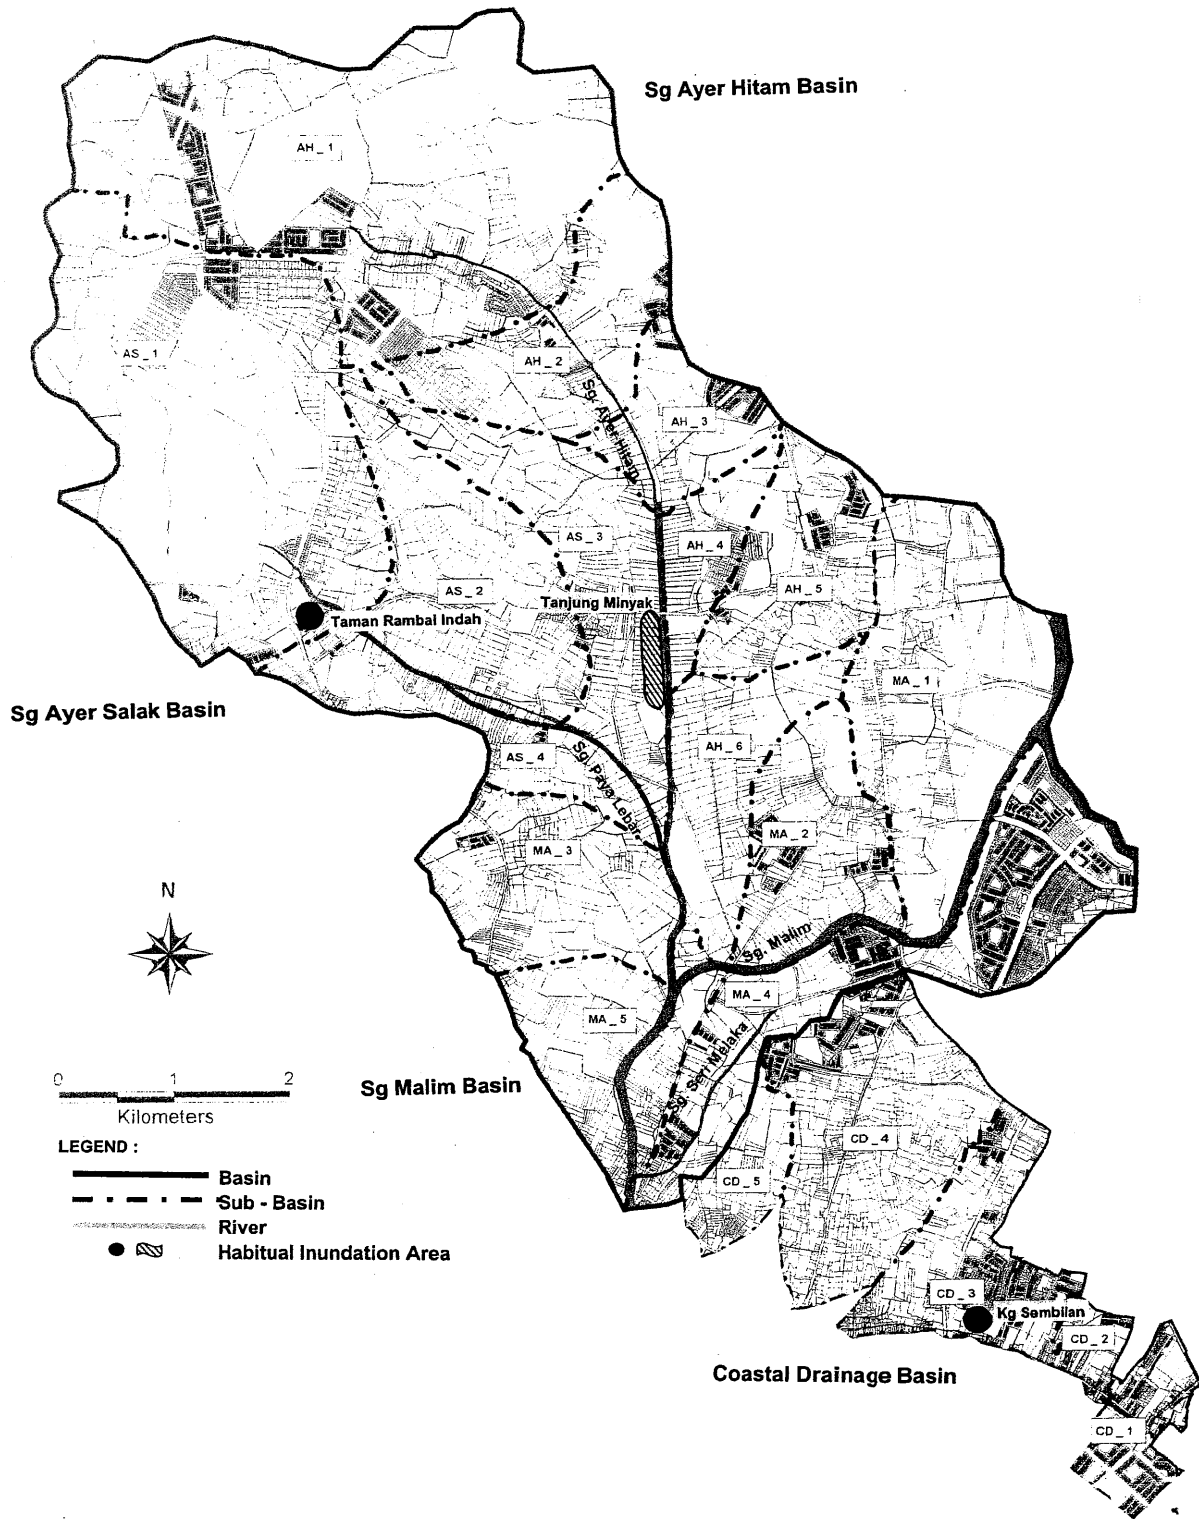 Sg Ayer Hitam Basin
AH_1
AS_1
AH_2
Sg. Ayer Hitam
AH_3
AS_3
AH_4
AS_2
AH_5
Tanjung Minyak
Taman Rambai Indah
MA_1
Sg Ayer Salak Basin
AH_6
AS_4
Sg. Paya Lebar
MA_2
MA_3
N
Sg. Malim
MA_4
MA_5
Sg. Seri Melaka
Sg Malim Basin
0 1 2
Kilometers
LEGEND :
Basin
Sub - Basin
River
Habitual Inundation Area
CD_4
CD_5
CD_3
Kg Sembilan
CD_2
Coastal Drainage Basin
CD_1